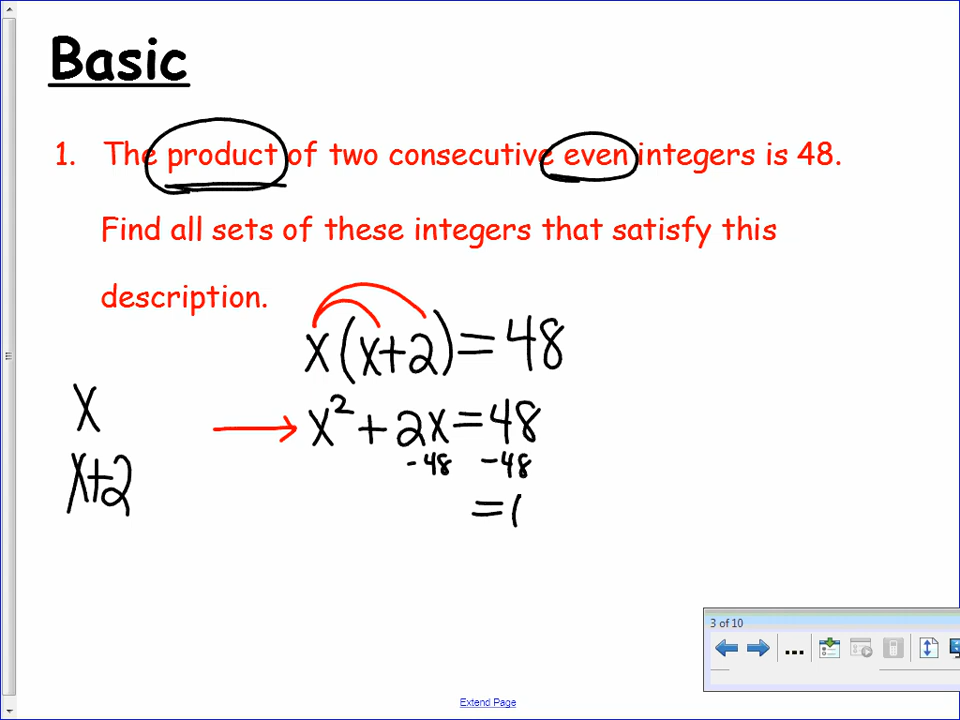 Basic
1. The product of two consecutive even integers is 48.
Find all sets of these integers that satisfy this
description.
x(x+2)=48
x
x²+2x=48
-48 -48
x+2
=
3 of 10
...
Extend Page